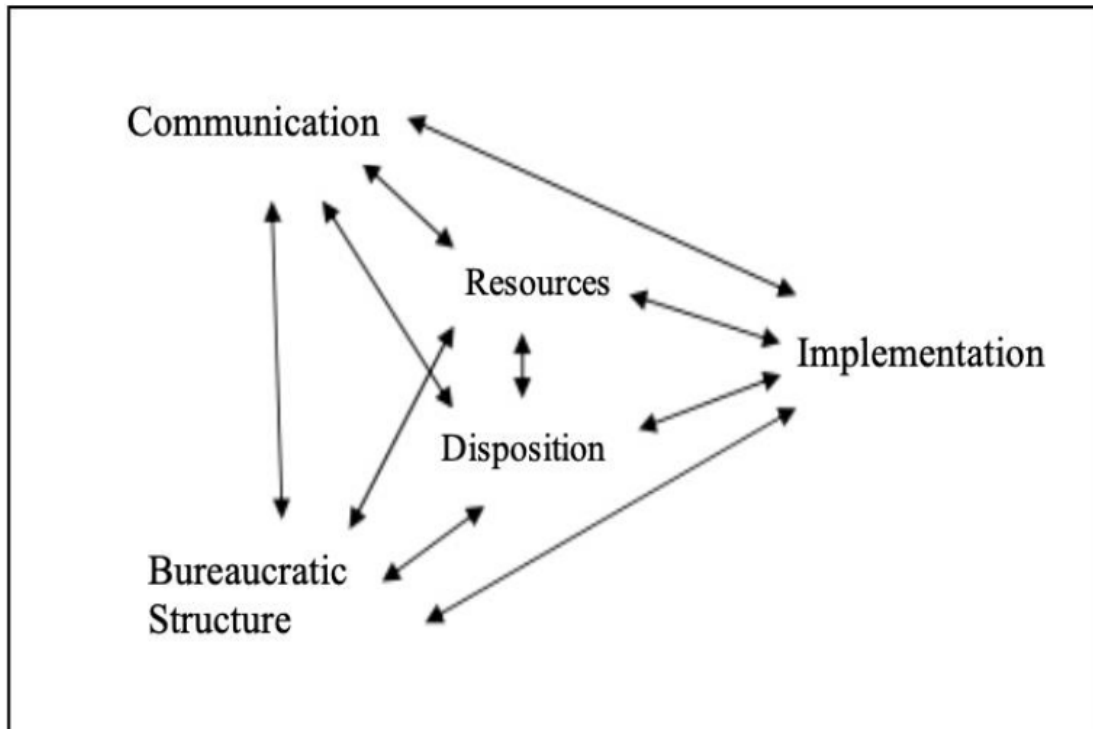 Communication
Resources
Implementation
Disposition
Bureaucratic
Structure